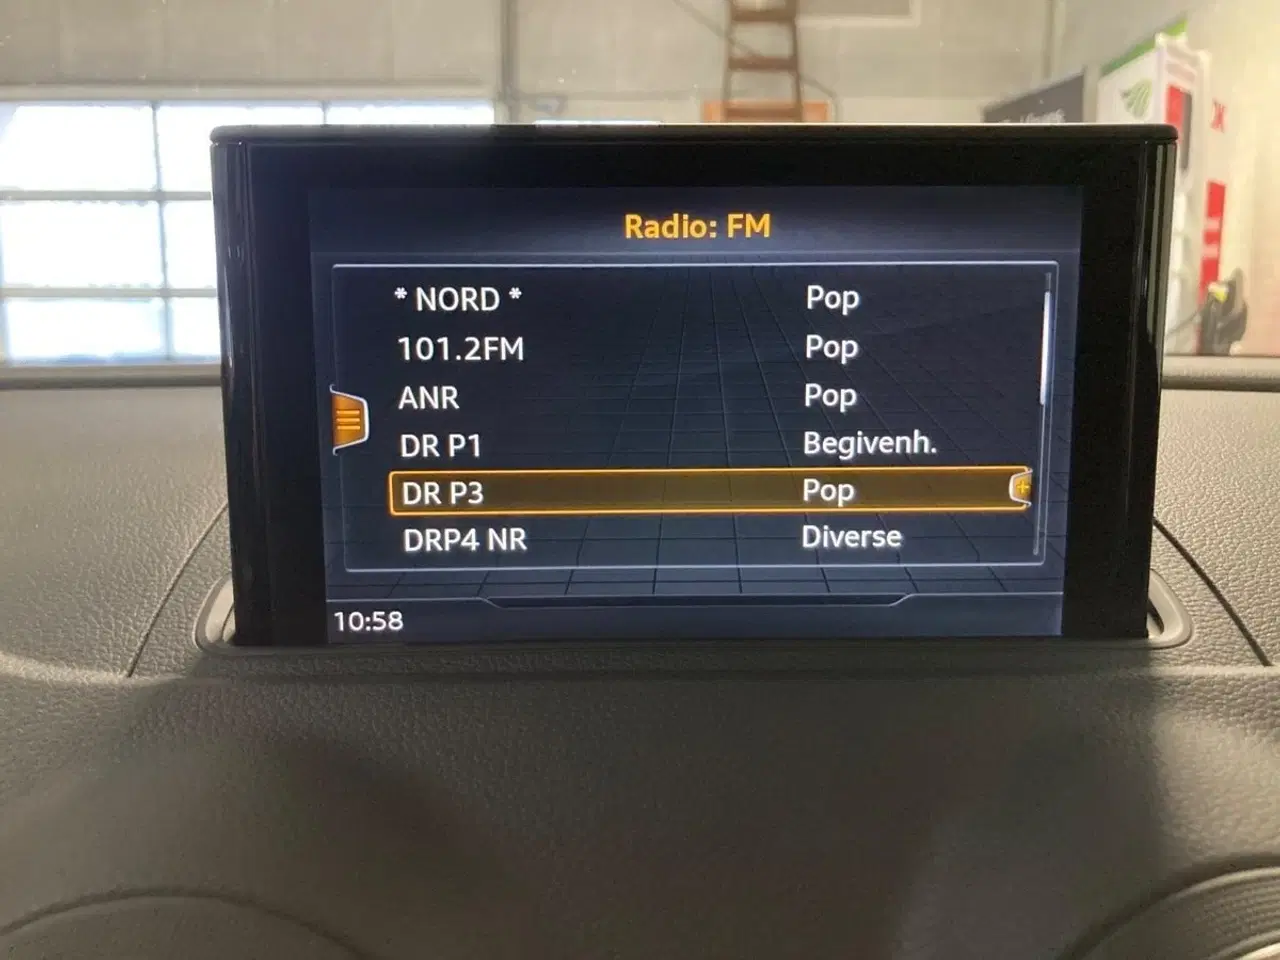 Radio: FM
* NORD * Pop
101.2FM Pop
ANR Pop
DR P1 Begivenh.
DR P3 Pop
DRP4 NR Diverse
10:58